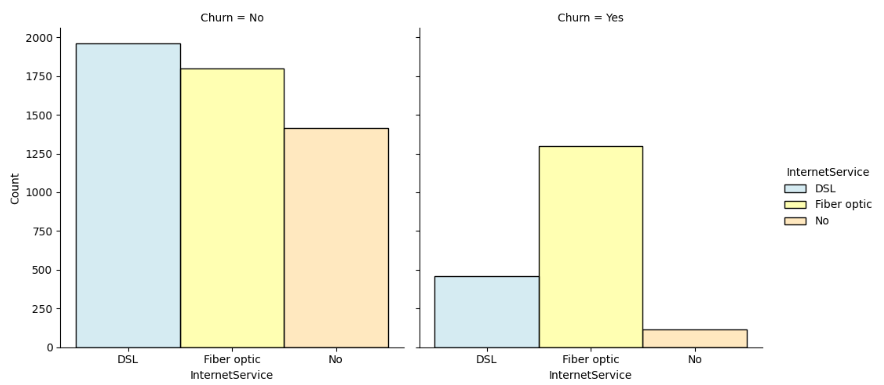 Churn = No
Churn = Yes
2000
1750
1500
1250
1000
750
500
250
0
Count
DSL
Fiber optic
No
InternetService
DSL
Fiber optic
No
InternetService
InternetService
DSL
Fiber optic
No